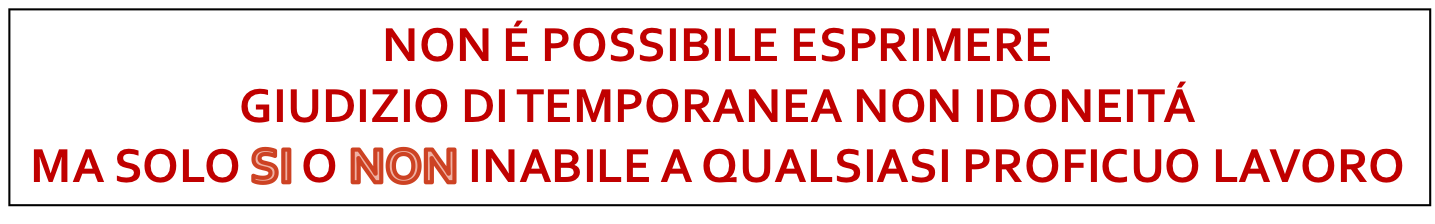 NON É POSSIBILE ESPRIMERE
GIUDIZIO DI TEMPORANEA NON IDONEITÁ
MA SOLO SI O NON INABILE A QUALSIASI PROFICUO LAVORO